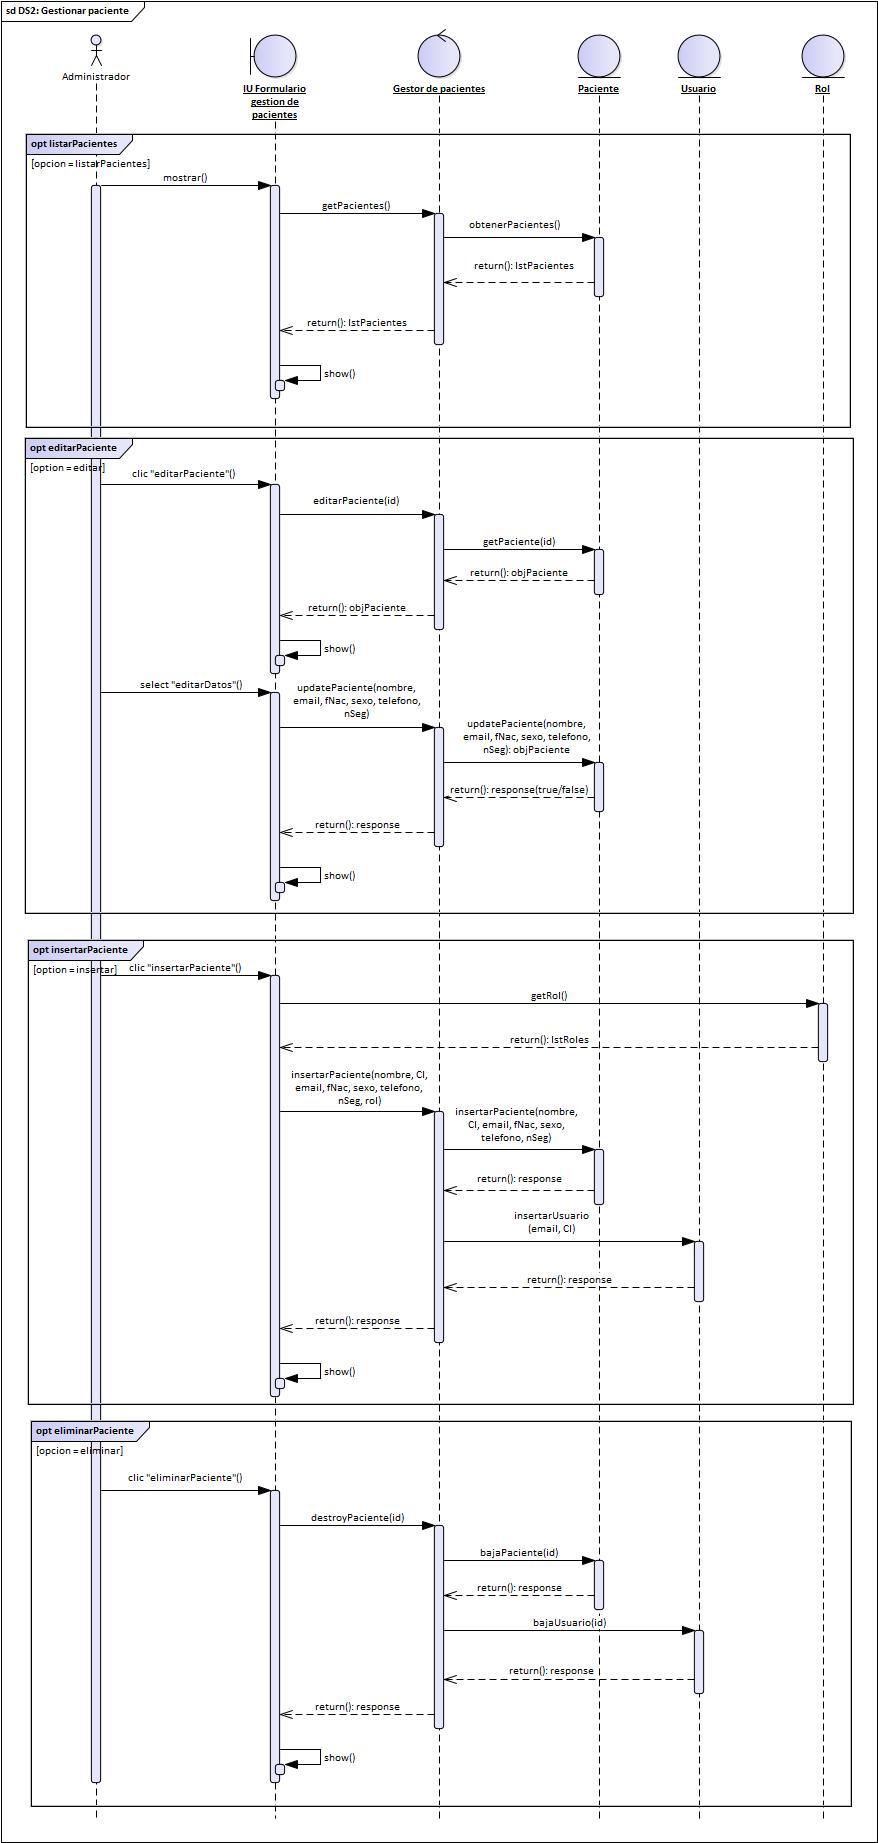 sd DS2: Gestionar paciente
Administrador
IU Formulario
gestion de
pacientes
Gestor de pacientes
Paciente
Usuario
Rol
opt listarPacientes
[opcion = listarPacientes]
mostrar()
getPacientes()
obtenerPacientes()
return(): lstPacientes
return(): lstPacientes
show()
opt editarPaciente
[option = editar]
clic "editarPaciente"()
editarPaciente(id)
getPaciente(id)
return(): objPaciente
return(): objPaciente
show()
select "editarDatos"()
updatePaciente(nombre,
email, fNac, sexo, telefono,
nSeg)
updatePaciente(nombre,
email, fNac, sexo, telefono,
nSeg): objPaciente
return(): response(true/false)
return(): response
show()
opt insertarPaciente
[option = insertar]
clic "insertarPaciente"()
getRol()
return(): lstRoles
insertarPaciente(nombre, CI,
email, fNac, sexo, telefono,
nSeg, rol)
insertarPaciente(nombre,
CI, email, fNac, sexo,
telefono, nSeg)
return(): response
insertarUsuario
(email, CI)
return(): response
return(): response
show()
opt eliminarPaciente
[opcion = eliminar]
clic "eliminarPaciente"()
destroyPaciente(id)
bajaPaciente(id)
return(): response
bajaUsuario(id)
return(): response
return(): response
show()